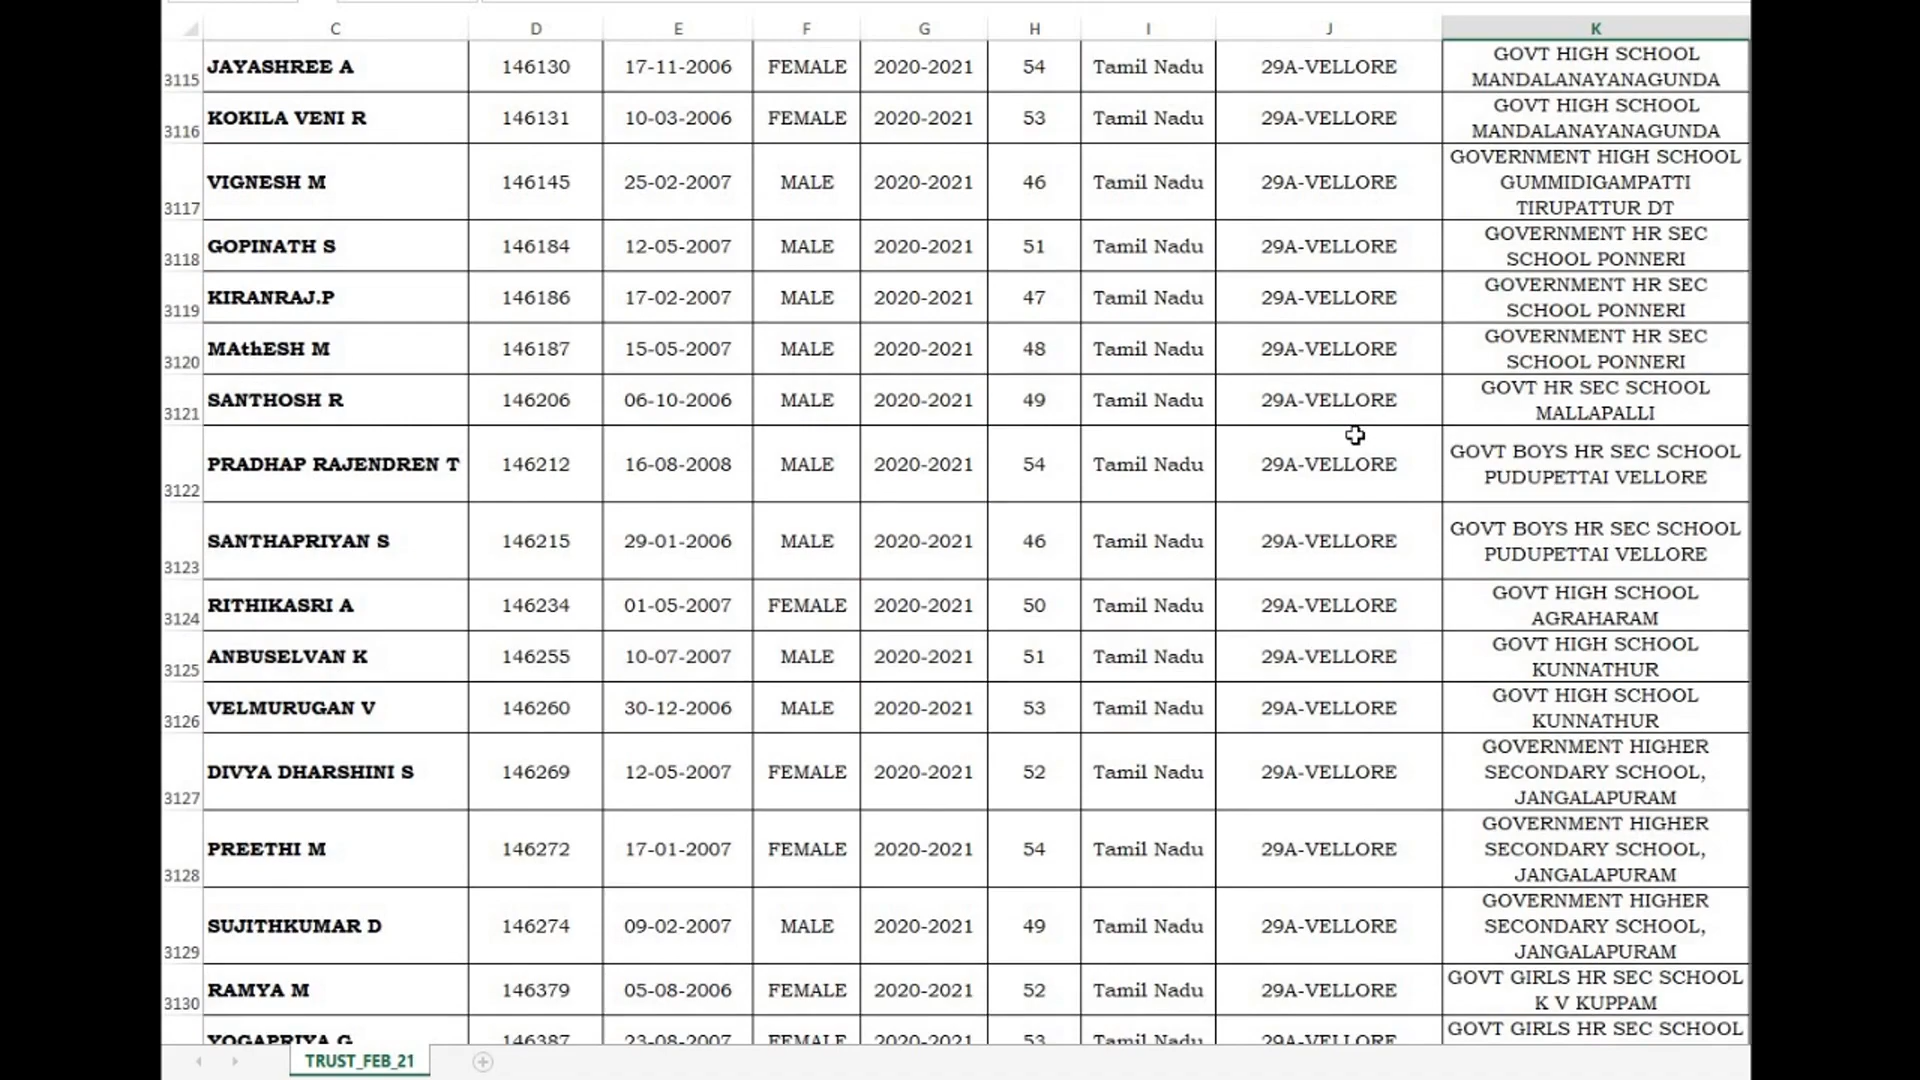 C D E F G H I J K
3115 JAYASHREE A 146130 17-11-2006 FEMALE 2020-2021 54 Tamil Nadu 29A-VELLORE GOVT HIGH SCHOOL
MANDALANAYANAGUNDA
3116 KOKILA VENI R 146131 10-03-2006 FEMALE 2020-2021 53 Tamil Nadu 29A-VELLORE GOVT HIGH SCHOOL
MANDALANAYANAGUNDA
3117 VIGNESH M 146145 25-02-2007 MALE 2020-2021 46 Tamil Nadu 29A-VELLORE GOVERNMENT HIGH SCHOOL
GUMMIDIGAMPATTI
TIRUPATTUR DT
3118 GOPINATH S 146184 12-05-2007 MALE 2020-2021 51 Tamil Nadu 29A-VELLORE GOVERNMENT HR SEC
SCHOOL PONNERI
3119 KIRANRAJ.P 146186 17-02-2007 MALE 2020-2021 47 Tamil Nadu 29A-VELLORE GOVERNMENT HR SEC
SCHOOL PONNERI
3120 MAthESH M 146187 15-05-2007 MALE 2020-2021 48 Tamil Nadu 29A-VELLORE GOVERNMENT HR SEC
SCHOOL PONNERI
3121 SANTHOSH R 146206 06-10-2006 MALE 2020-2021 49 Tamil Nadu 29A-VELLORE GOVT HR SEC SCHOOL
MALLAPALLI
3122 PRADHAP RAJENDREN T 146212 16-08-2008 MALE 2020-2021 54 Tamil Nadu 29A-VELLORE GOVT BOYS HR SEC SCHOOL
PUDUPETTAI VELLORE
3123 SANTHAPRIYAN S 146215 29-01-2006 MALE 2020-2021 46 Tamil Nadu 29A-VELLORE GOVT BOYS HR SEC SCHOOL
PUDUPETTAI VELLORE
3124 RITHIKASRI A 146234 01-05-2007 FEMALE 2020-2021 50 Tamil Nadu 29A-VELLORE GOVT HIGH SCHOOL
AGRAHARAM
3125 ANBUSELVAN K 146255 10-07-2007 MALE 2020-2021 51 Tamil Nadu 29A-VELLORE GOVT HIGH SCHOOL
KUNNATHUR
3126 VELMURUGAN V 146260 30-12-2006 MALE 2020-2021 53 Tamil Nadu 29A-VELLORE GOVT HIGH SCHOOL
KUNNATHUR
3127 DIVYA DHARSHINI S 146269 12-05-2007 FEMALE 2020-2021 52 Tamil Nadu 29A-VELLORE GOVERNMENT HIGHER
SECONDARY SCHOOL,
JANGALAPURAM
3128 PREETHI M 146272 17-01-2007 FEMALE 2020-2021 54 Tamil Nadu 29A-VELLORE GOVERNMENT HIGHER
SECONDARY SCHOOL,
JANGALAPURAM
3129 SUJITHKUMAR D 146274 09-02-2007 MALE 2020-2021 49 Tamil Nadu 29A-VELLORE GOVERNMENT HIGHER
SECONDARY SCHOOL,
JANGALAPURAM
3130 RAMYA M 146379 05-08-2006 FEMALE 2020-2021 52 Tamil Nadu 29A-VELLORE GOVT GIRLS HR SEC SCHOOL
K V KUPPAM
YOGAPRIYA G 146387 23-08-2007 FEMALE 2020-2021 53 Tamil Nadu 29A-VELLORE GOVT GIRLS HR SEC SCHOOL
TRUST_FEB_21